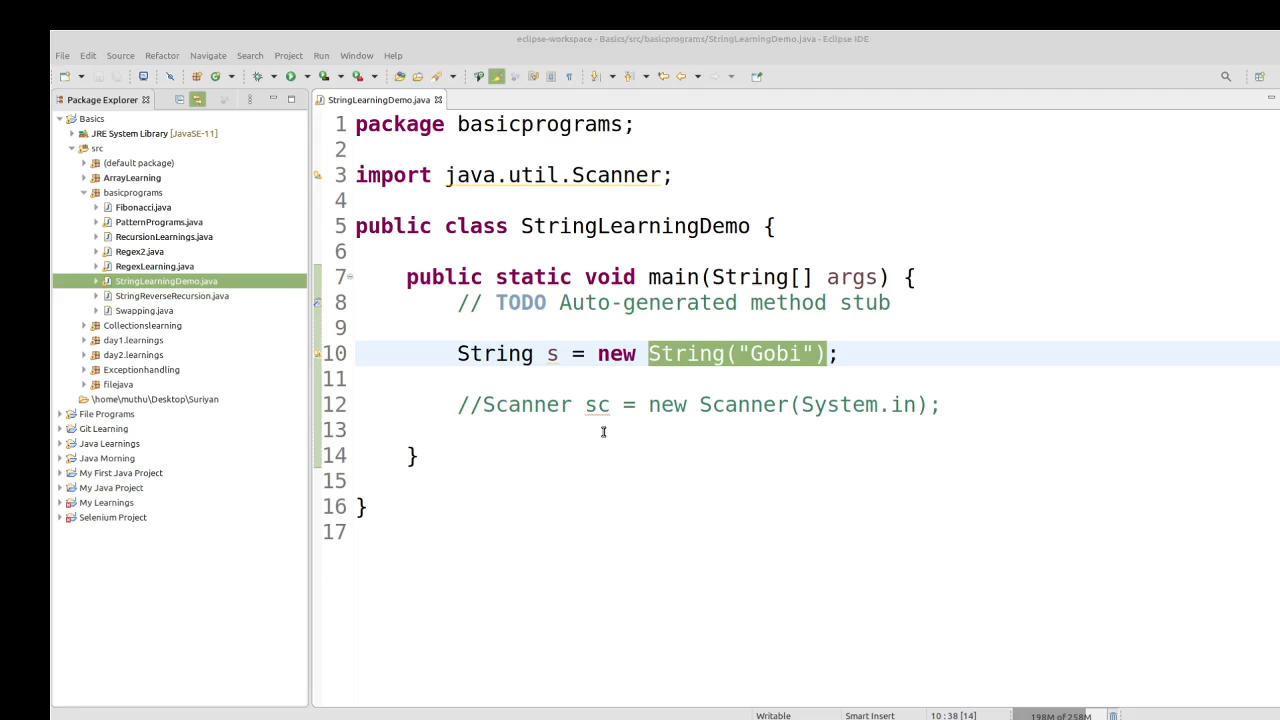 eclipse-workspace - Basics/src/basicprograms/StringLearningDemo.java - Eclipse IDE
File Edit Source Refactor Navigate Search Project Run Window Help
Package Explorer
Basics
JRE System Library [JavaSE-11]
src
(default package)
ArrayLearning
basicprograms
Fibonacci.java
PatternPrograms.java
RecursionLearnings.java
Regex2.java
RegexLearning.java
StringLearningDemo.java
StringReverseRecursion.java
Swapping.java
Collectionslearning
day1.learnings
day2.learnings
Exceptionhandling
filejava
\home\muthu\Desktop\Suriyan
File Programs
Git Learning
Java Learnings
Java Morning
My First Java Project
My Java Project
My Learnings
Selenium Project
StringLearningDemo.java
1 package basicprograms;
2
3 import java.util.Scanner;
4
5 public class StringLearningDemo {
6
7 public static void main(String[] args) {
8 // TODO Auto-generated method stub
9
10 String s = new String("Gobi");
11
12 //Scanner sc = new Scanner(System.in);
13
14 }
15
16 }
17
Writable Smart Insert 10 : 38 [14] 198M of 258M